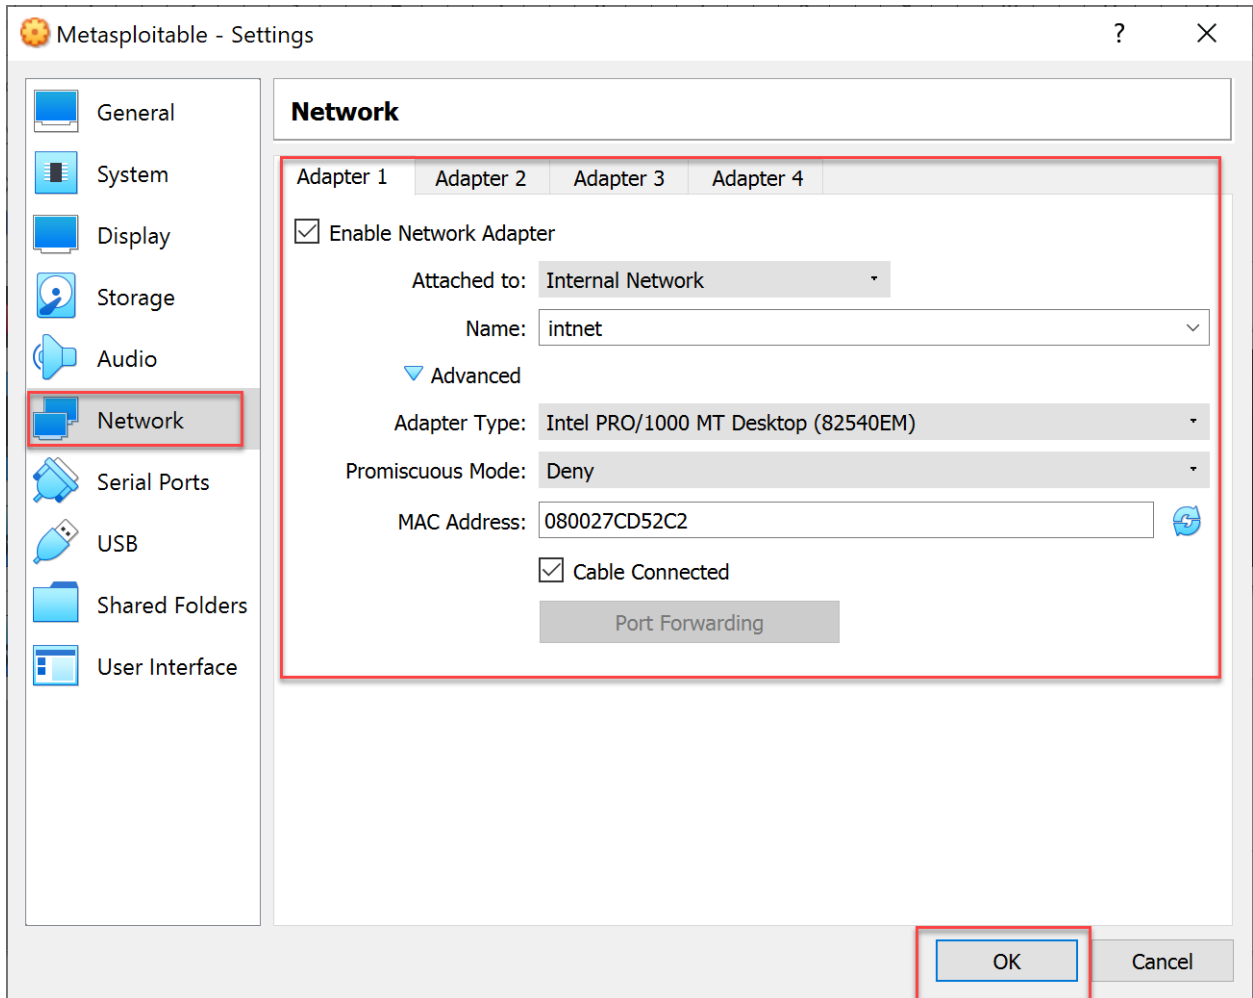 Metasploitable - Settings
?
General
System
Display
Storage
Audio
Network
Serial Ports
USB
Shared Folders
User Interface
Network
Adapter 1 Adapter 2 Adapter 3 Adapter 4
Enable Network Adapter
Attached to: Internal Network
Name: intnet
Advanced
Adapter Type: Intel PRO/1000 MT Desktop (82540EM)
Promiscuous Mode: Deny
MAC Address: 080027CD52C2
Cable Connected
Port Forwarding
OK Cancel